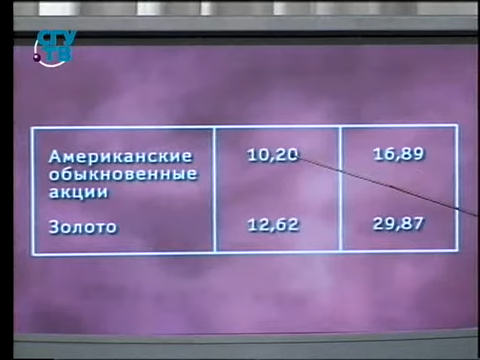 СГУ
ТВ
Американские 10,20 16,89
обыкновенные
акции
Золото 12,62 29,87